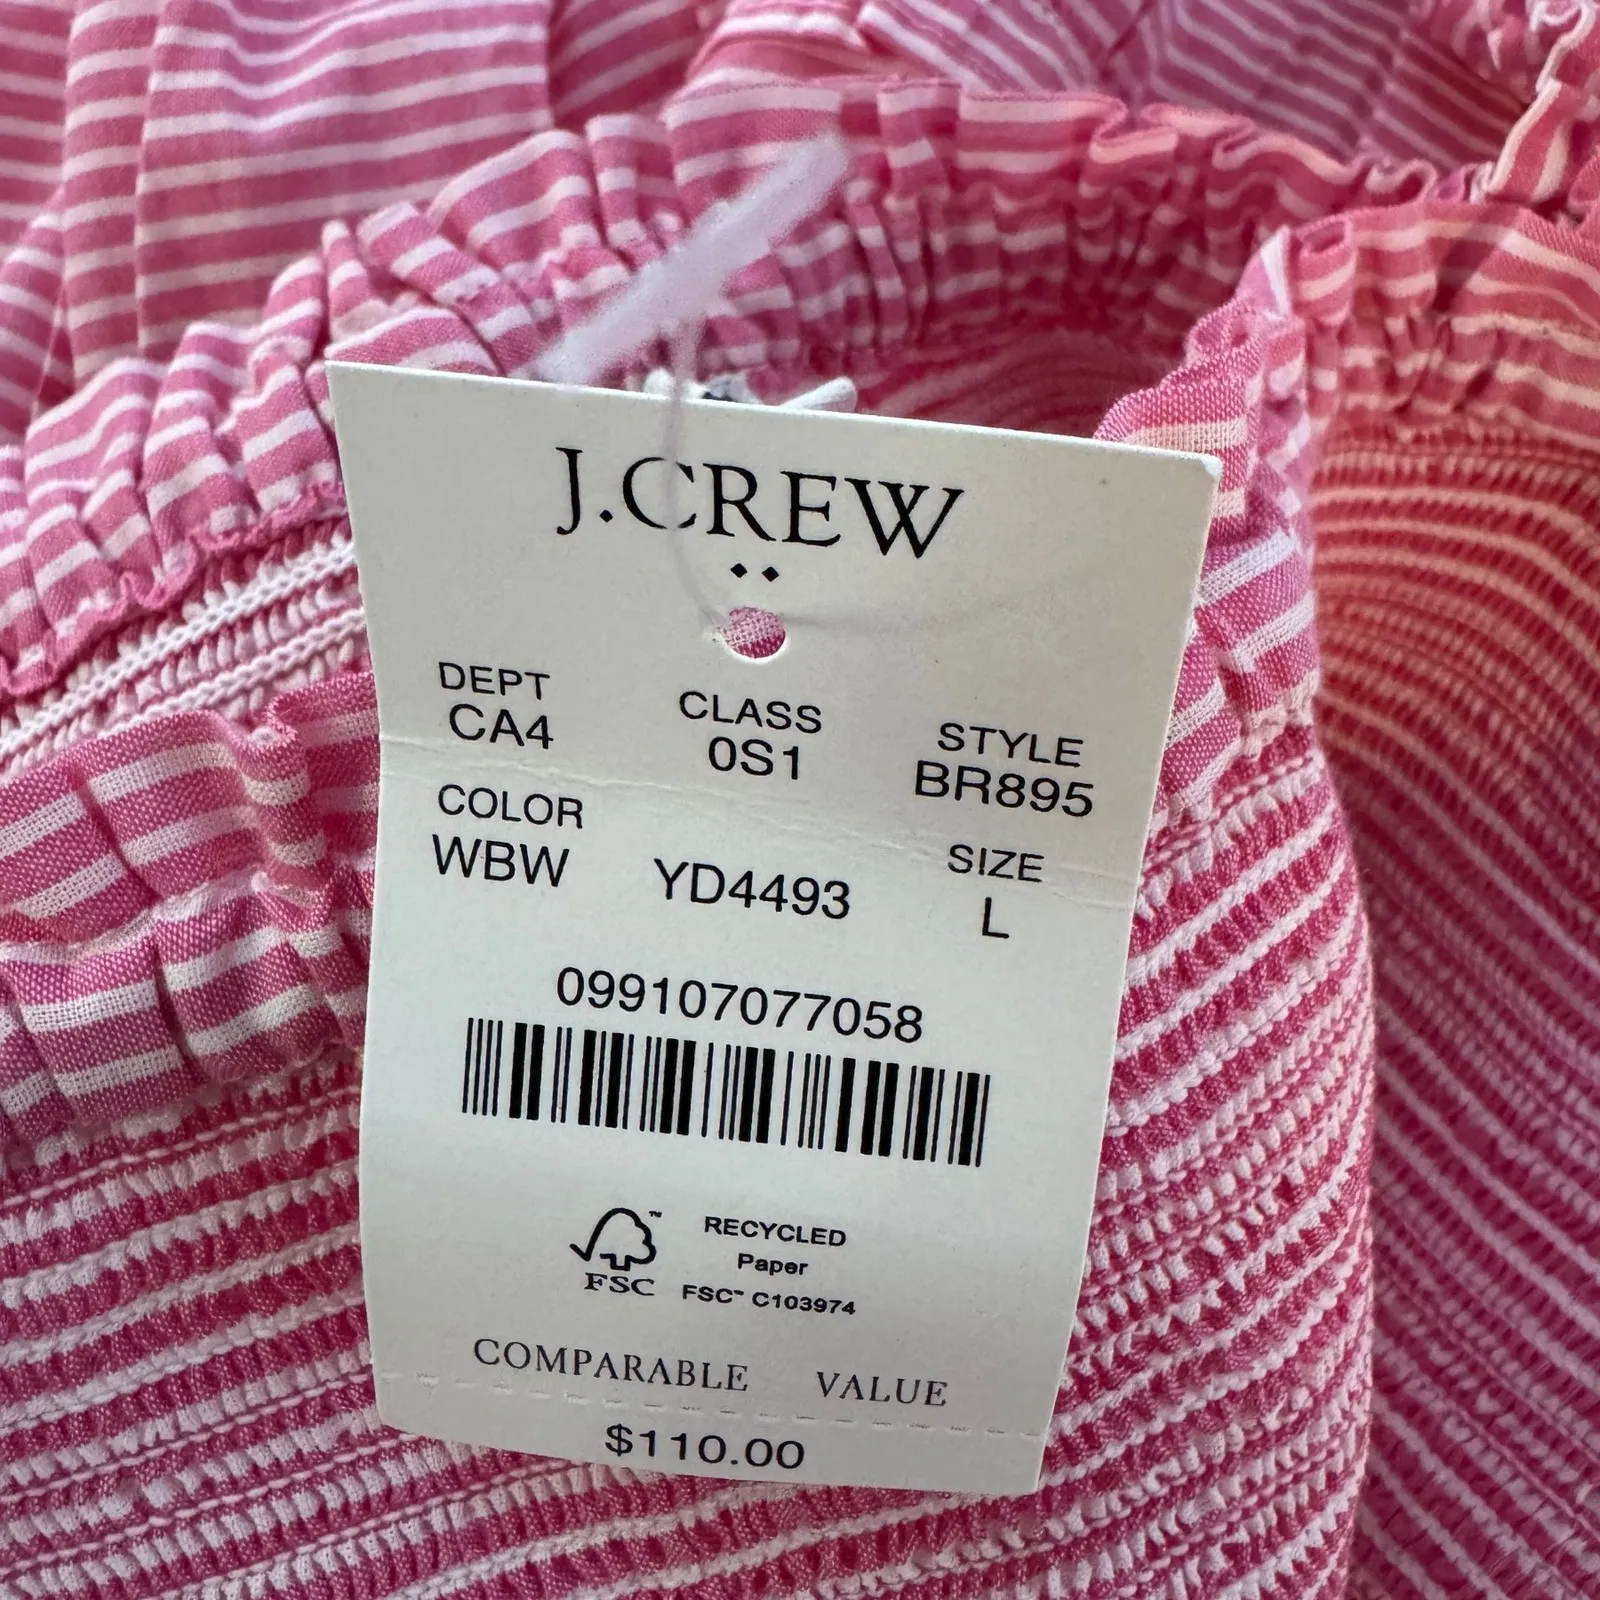 J.CREW
DEPT CLASS STYLE
CA4 0S1 BR895
COLOR SIZE
WBW YD4493 L
099107077058
RECYCLED
Paper
FSC™ FSC™ C103974
COMPARABLE VALUE
$110.00